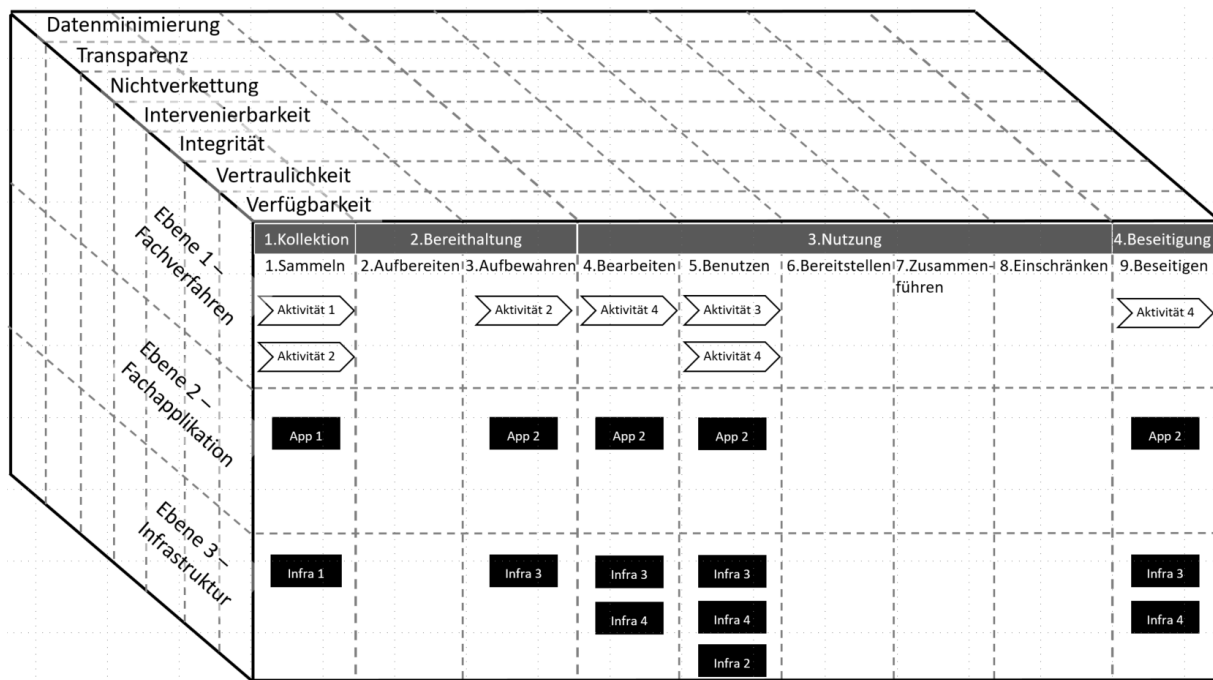 Datenminimierung
Transparenz
Nichtverkettung
Intervenierbarkeit
Integrität
Vertraulichkeit
Verfügbarkeit
1.Kollektion 2.Bereithaltung 3.Nutzung 4.Beseitigung
1.Sammeln 2.Aufbereiten 3.Aufbewahren 4.Bearbeiten 5.Benutzen 6.Bereitstellen 7.Zusammen- 8.Einschränken 9.Beseitigen
führen
Ebene 1 –
Fachverfahren
Aktivität 1 Aktivität 2 Aktivität 4 Aktivität 3 Aktivität 4
Aktivität 2 Aktivität 4
Ebene 2 –
Fachapplikation
App 1 App 2 App 2 App 2 App 2
Ebene 3 –
Infrastruktur
Infra 1 Infra 3 Infra 3 Infra 3 Infra 3
Infra 4 Infra 4 Infra 4
Infra 2